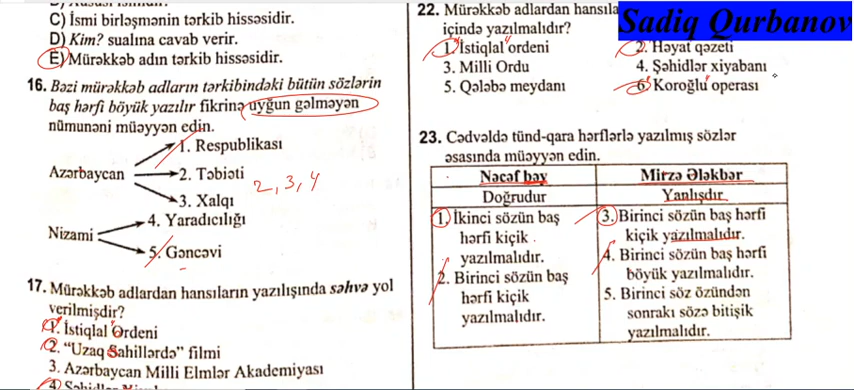 C) İsmi birləşmənin tərkib hissəsidir.
D) Kim? sualına cavab verir.
E) Mürəkkəb adın tərkib hissəsidir.
16. Bəzi mürəkkəb adların tərkibindəki bütün sözlərin
baş hərfi böyük yazılır fikrinə uyğun gəlməyən
nümunəni müəyyən edin.
1. Respublikası
Azərbaycan
2. Təbiəti
3. Xalqı
2, 3, 4
4. Yaradıcılığı
Nizami
5. Gəncəvi
17. Mürəkkəb adlardan hansıların yazılışında səhvə yol
verilmişdir?
1. İstiqlal Ordeni
2. “Uzaq Sahillərdə” filmi
3. Azərbaycan Milli Elmlər Akademiyası
22. Mürəkkəb adlardan hansıla
Sadiq Qurbanov
içində yazılmalıdır?
1. "İstiqlal" ordeni
2. "Həyat" qəzeti
3. Milli Ordu
4. Şəhidlər xiyabanı
5. Qələbə meydanı
6. "Koroğlu" operası
23. Cədvəldə tünd-qara hərflərlə yazılmış sözlər
əsasında müəyyən edin.
Nəcəf bəy
Mirzə Ələkbər
Doğrudur
Yanlışdır
1. İkinci sözün baş
hərfi kiçik
yazılmalıdır.
2. Birinci sözün baş
hərfi kiçik
yazılmalıdır.
3. Birinci sözün baş hərfi
kiçik yazılmalıdır.
4. Birinci sözün baş hərfi
böyük yazılmalıdır.
5. Birinci söz özündən
sonrakı sözə bitişik
yazılmalıdır.